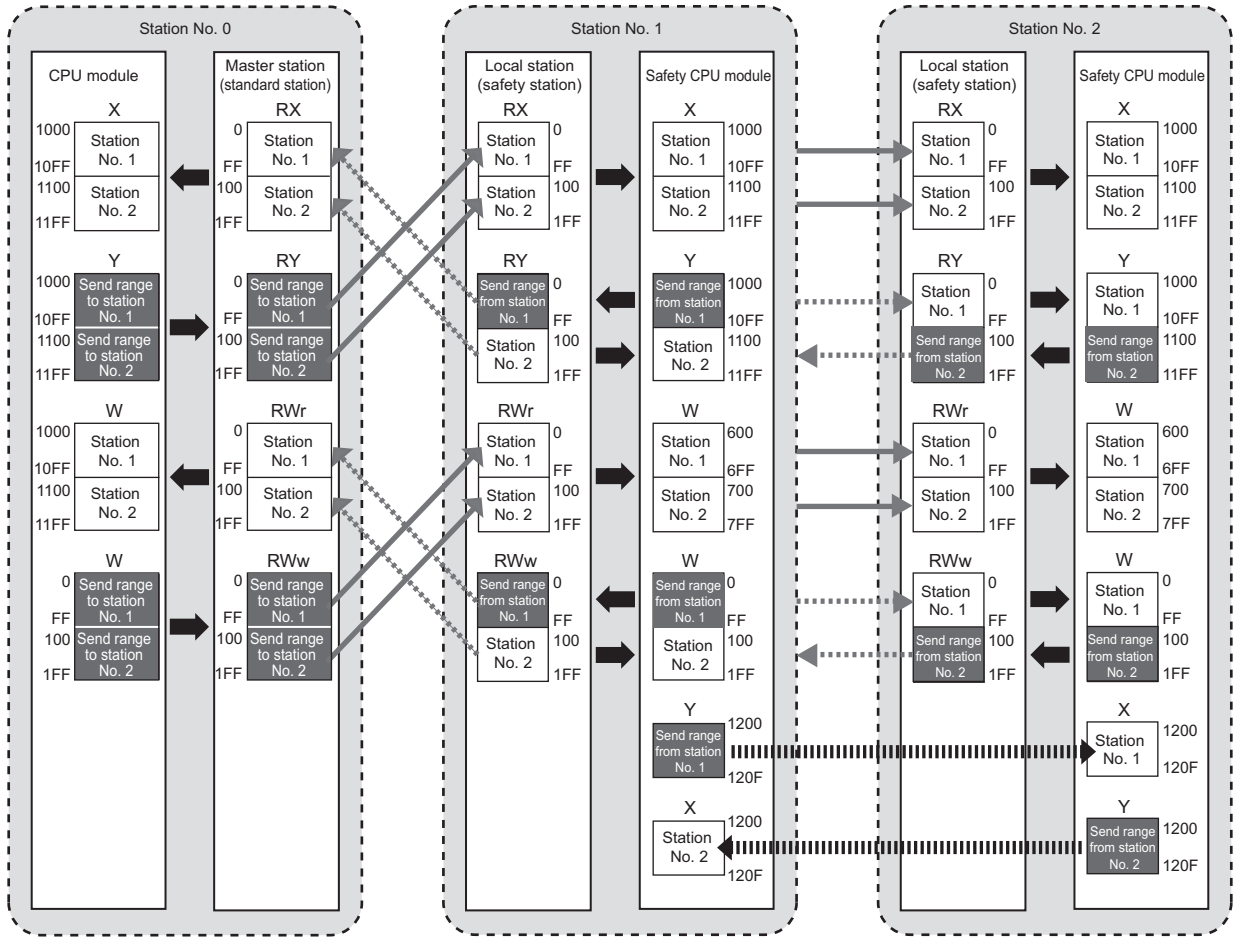 Station No. 0
CPU module
Master station
(standard station)
X
1000
10FF
1100
11FF
Station
No. 1
Station
No. 2
RX
0
FF
100
1FF
Station
No. 1
Station
No. 2
Y
1000
10FF
1100
11FF
Send range
to station
No. 1
Send range
to station
No. 2
RY
0
FF
100
1FF
Send range
to station
No. 1
Send range
to station
No. 2
W
1000
10FF
1100
11FF
Station
No. 1
Station
No. 2
RWr
0
FF
100
1FF
Station
No. 1
Station
No. 2
W
0
FF
100
1FF
Send range
to station
No. 1
Send range
to station
No. 2
RWw
0
FF
100
1FF
Send range
to station
No. 1
Send range
to station
No. 2
Station No. 1
Local station
(safety station)
Safety CPU module
RX
Station
No. 1
Station
No. 2
0
FF
100
1FF
X
Station
No. 1
Station
No. 2
1000
10FF
1100
11FF
RY
Send range
from station
No. 1
Station
No. 2
0
FF
100
1FF
Y
Send range
from station
No. 1
Station
No. 2
1000
10FF
1100
11FF
RWr
Station
No. 1
Station
No. 2
0
FF
100
1FF
W
Station
No. 1
Station
No. 2
600
6FF
700
7FF
RWw
Send range
from station
No. 1
Station
No. 2
0
FF
100
1FF
W
Send range
from station
No. 1
Station
No. 2
0
FF
100
1FF
Y
Send range
from station
No. 1
1200
120F
X
Station
No. 2
1200
120F
Station No. 2
Local station
(safety station)
Safety CPU module
RX
Station
No. 1
Station
No. 2
0
FF
100
1FF
X
Station
No. 1
Station
No. 2
1000
10FF
1100
11FF
RY
Station
No. 1
Send range
from station
No. 2
0
FF
100
1FF
Y
Station
No. 1
Send range
from station
No. 2
1000
10FF
1100
11FF
RWr
Station
No. 1
Station
No. 2
0
FF
100
1FF
W
Station
No. 1
Station
No. 2
600
6FF
700
7FF
RWw
Station
No. 1
Send range
from station
No. 2
0
FF
100
1FF
W
Station
No. 1
Send range
from station
No. 2
0
FF
100
1FF
X
Station
No. 1
1200
120F
Y
Send range
from station
No. 2
1200
120F